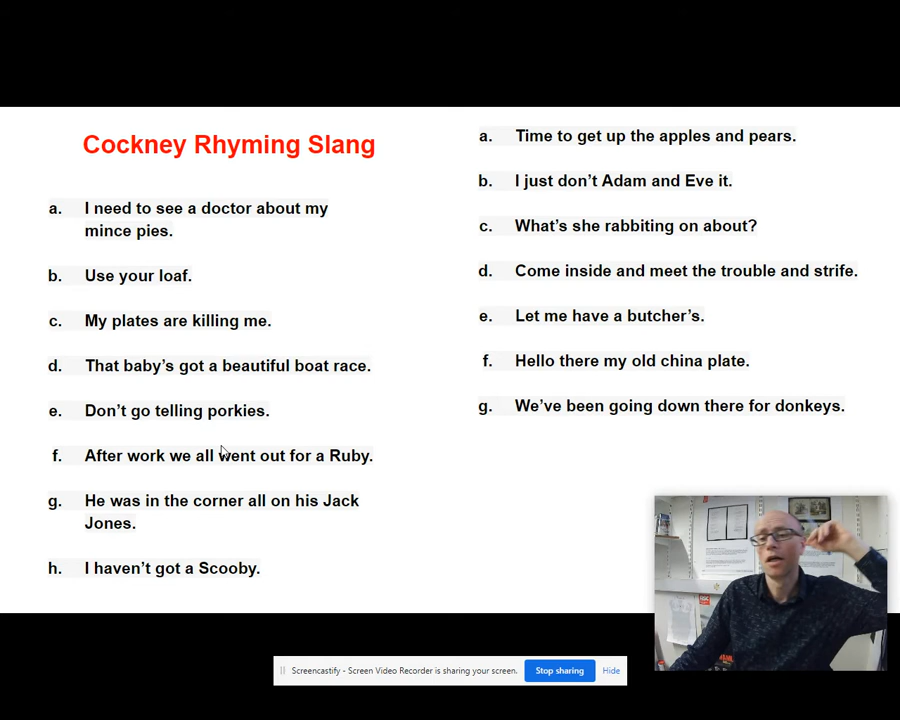 Cockney Rhyming Slang
a. I need to see a doctor about my
mince pies.
b. Use your loaf.
c. My plates are killing me.
d. That baby’s got a beautiful boat race.
e. Don’t go telling porkies.
f. After work we all went out for a Ruby.
g. He was in the corner all on his Jack
Jones.
h. I haven’t got a Scooby.
a. Time to get up the apples and pears.
b. I just don’t Adam and Eve it.
c. What’s she rabbiting on about?
d. Come inside and meet the trouble and strife.
e. Let me have a butcher’s.
f. Hello there my old china plate.
g. We’ve been going down there for donkeys.
Screencastify - Screen Video Recorder is sharing your screen.
Stop sharing
Hide